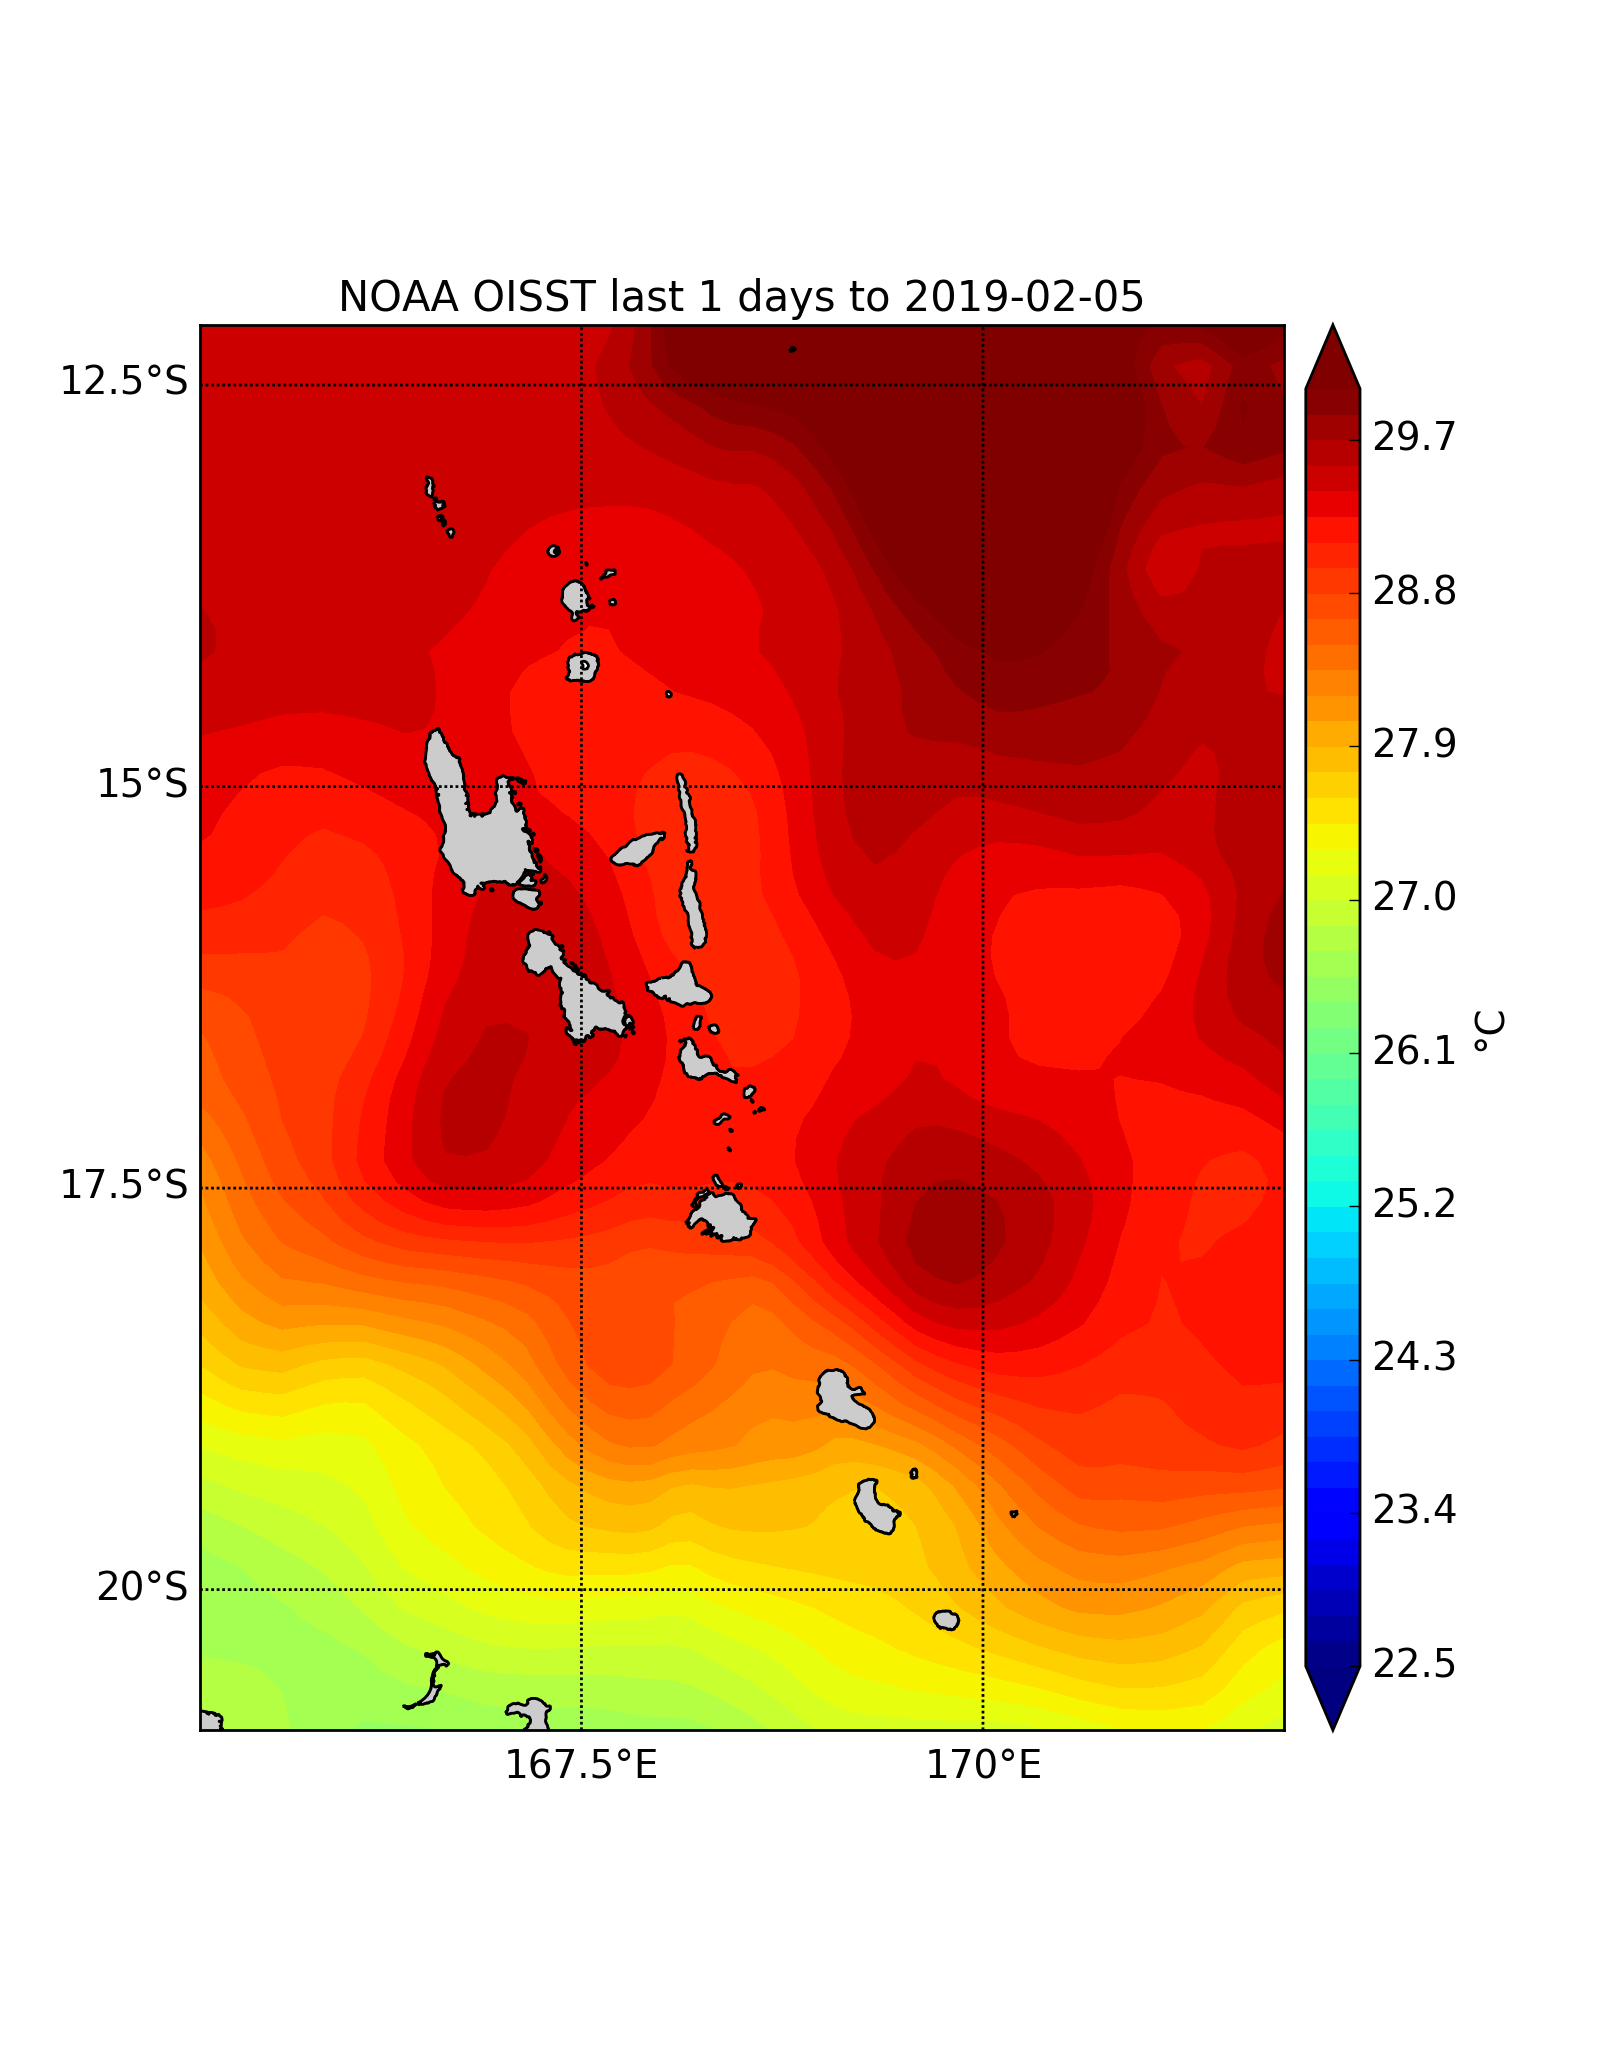 NOAA OISST last 1 days to 2019-02-05
12.5°S
15°S
17.5°S
20°S
167.5°E
170°E
29.7
28.8
27.9
27.0
26.1
25.2
24.3
23.4
22.5
°C